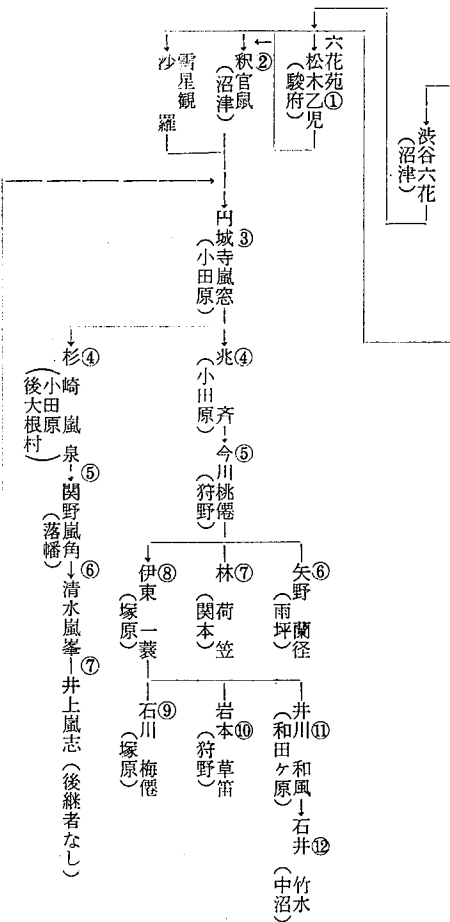 渋谷六花
(沼津)
六花苑
松木乙児①
(駿府)
釈官鼠②
(沼津)
雪星観
沙羅
円城寺嵐窓③
(小田原)
兆斉④
(小川原)
今川桃僊⑤
(狩野)
矢野蘭径⑥
(雨坪)
林荷笠⑦
(関本)
伊東一蓑⑧
(塚原)
井川和風⑪
(和田ヶ原)
石井竹水⑫
(中沼)
岩本草笛⑩
(狩野)
石川梅僊⑨
(塚原)
杉崎嵐泉④
(小田原
後大根村)
関野嵐角⑤
(落幡)
清水嵐峯⑥
井上嵐志⑦(後継者なし)